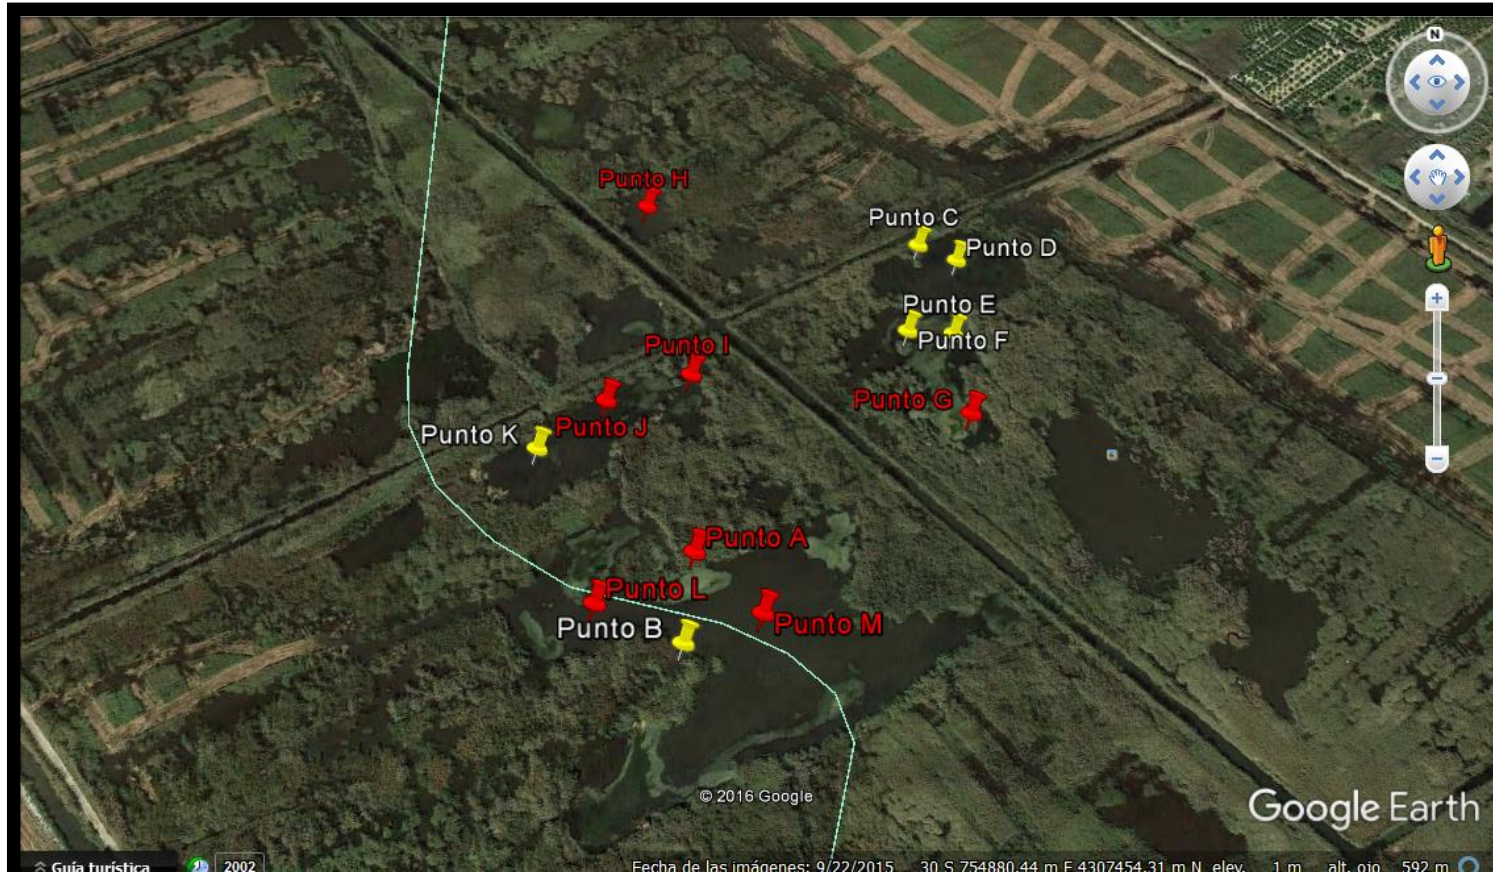 N
Punto H
Punto C
Punto D
Punto E
Punto F
Punto I
Punto G
Punto J
Punto K
Punto A
Punto L
Punto B
Punto M
© 2016 Google
Google Earth
Guía turística 2002 Fecha de las imágenes: 9/22/2015 30 S 754880.44 m E 4307454.31 m N elev. 1 m alt. ojo 592 m